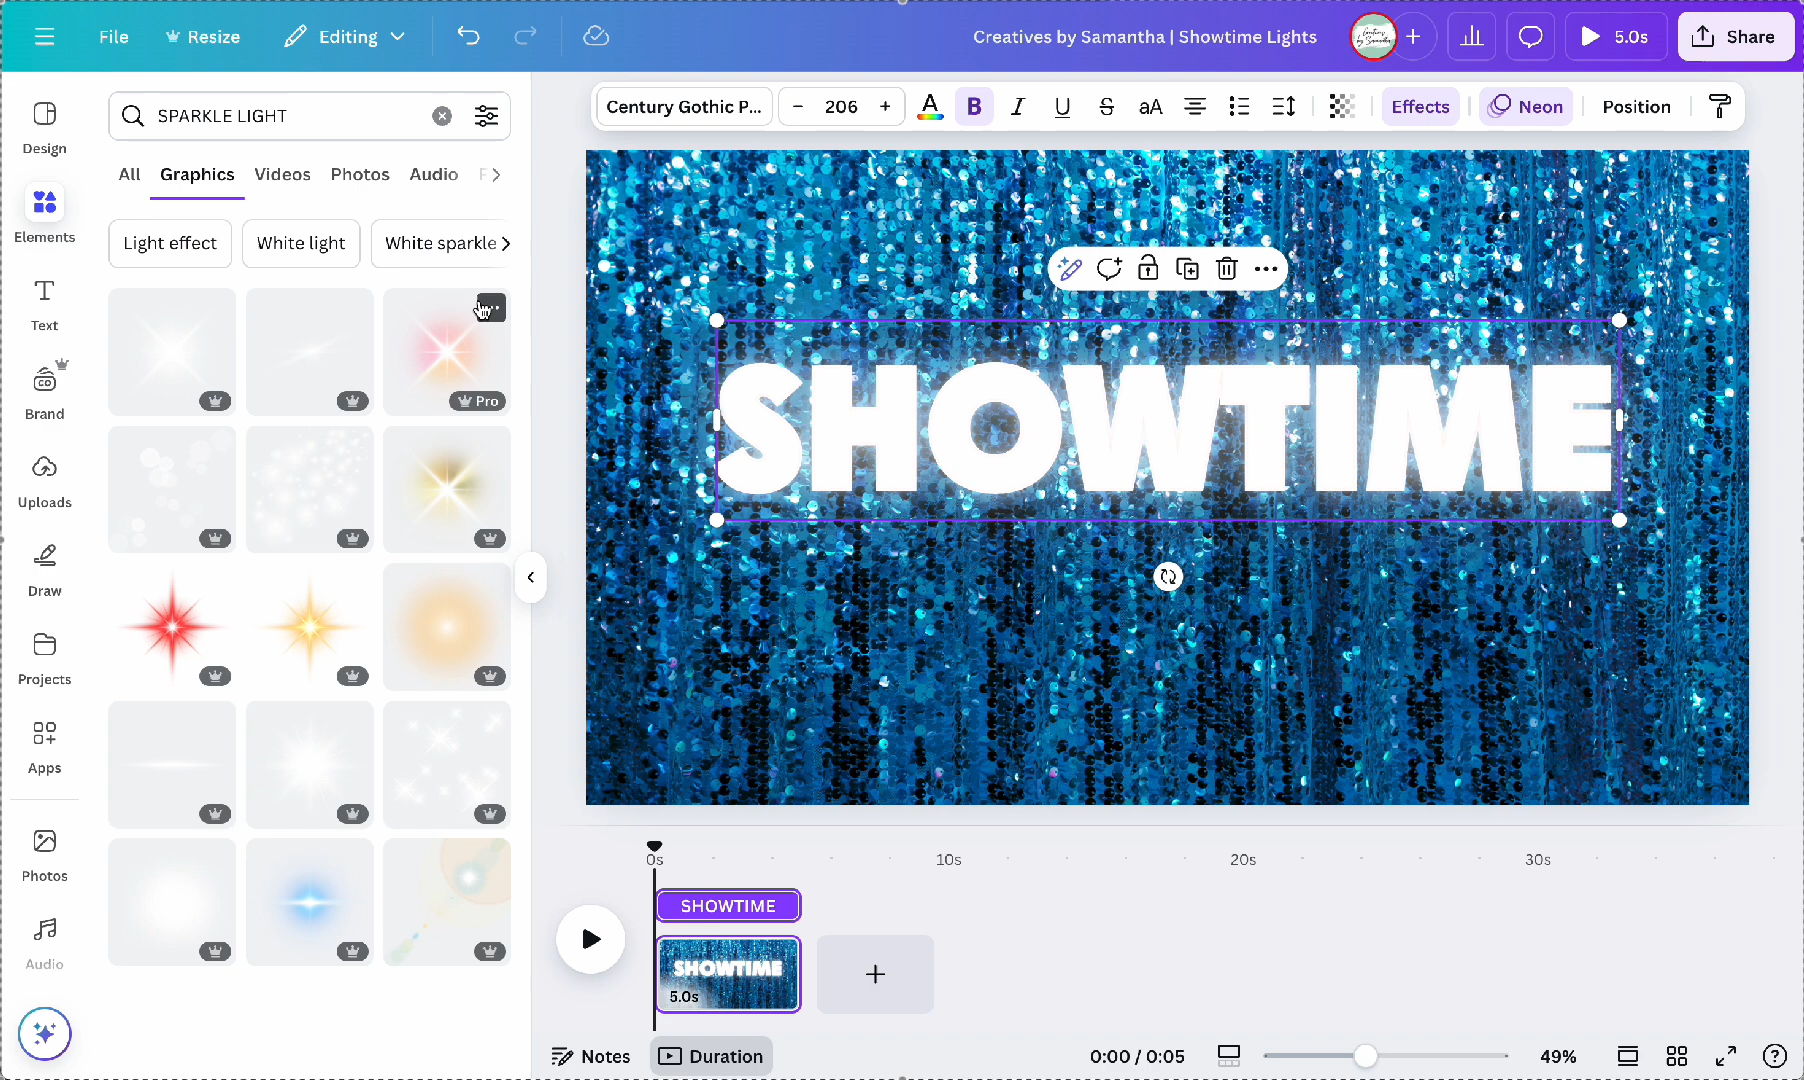 File
Resize
Editing
Creatives by Samantha | Showtime Lights
5.0s
Share
Design
Elements
Text
Brand
Uploads
Draw
Projects
Apps
Photos
Audio
SPARKLE LIGHT
All Graphics Videos Photos Audio
Light effect White light White sparkle
Pro
Century Gothic P... – 206 + A B I U S aA Effects Neon Position
SHOWTIME
0s 10s 20s 30s
SHOWTIME
SHOWTIME
5.0s
Notes Duration 0:00 / 0:05 49%